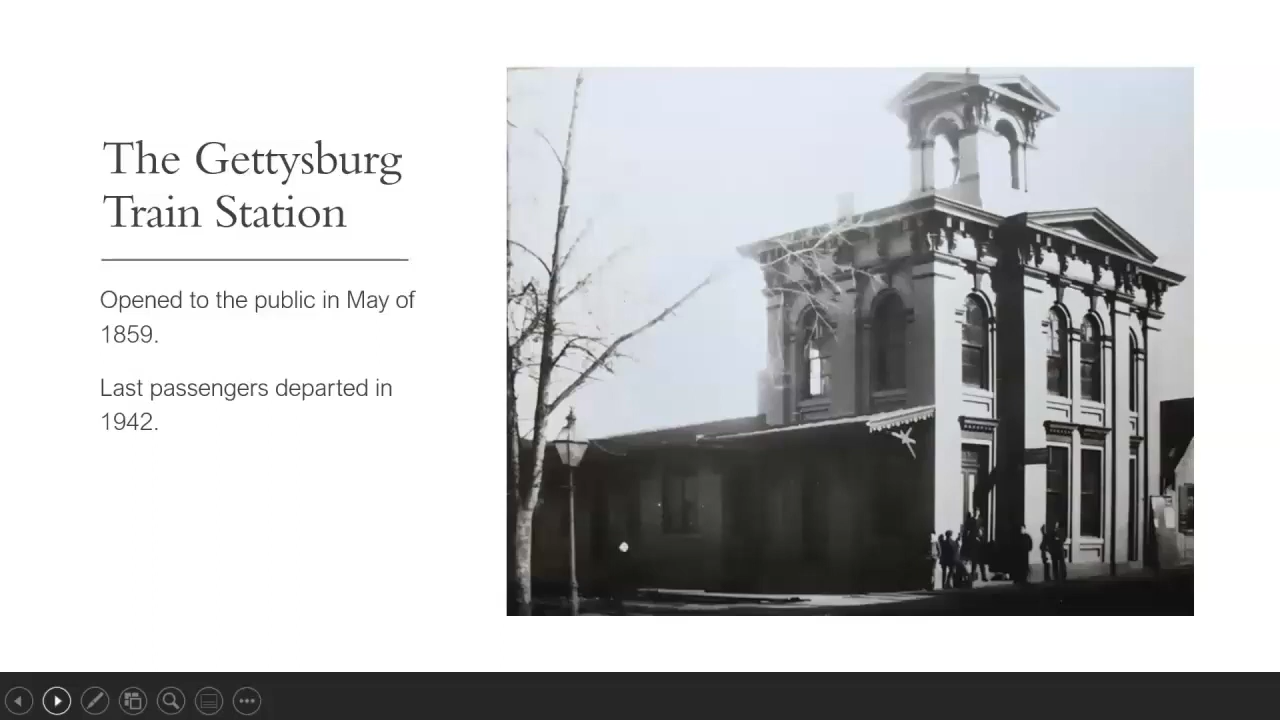 The Gettysburg
Train Station
Opened to the public in May of
1859.
Last passengers departed in
1942.